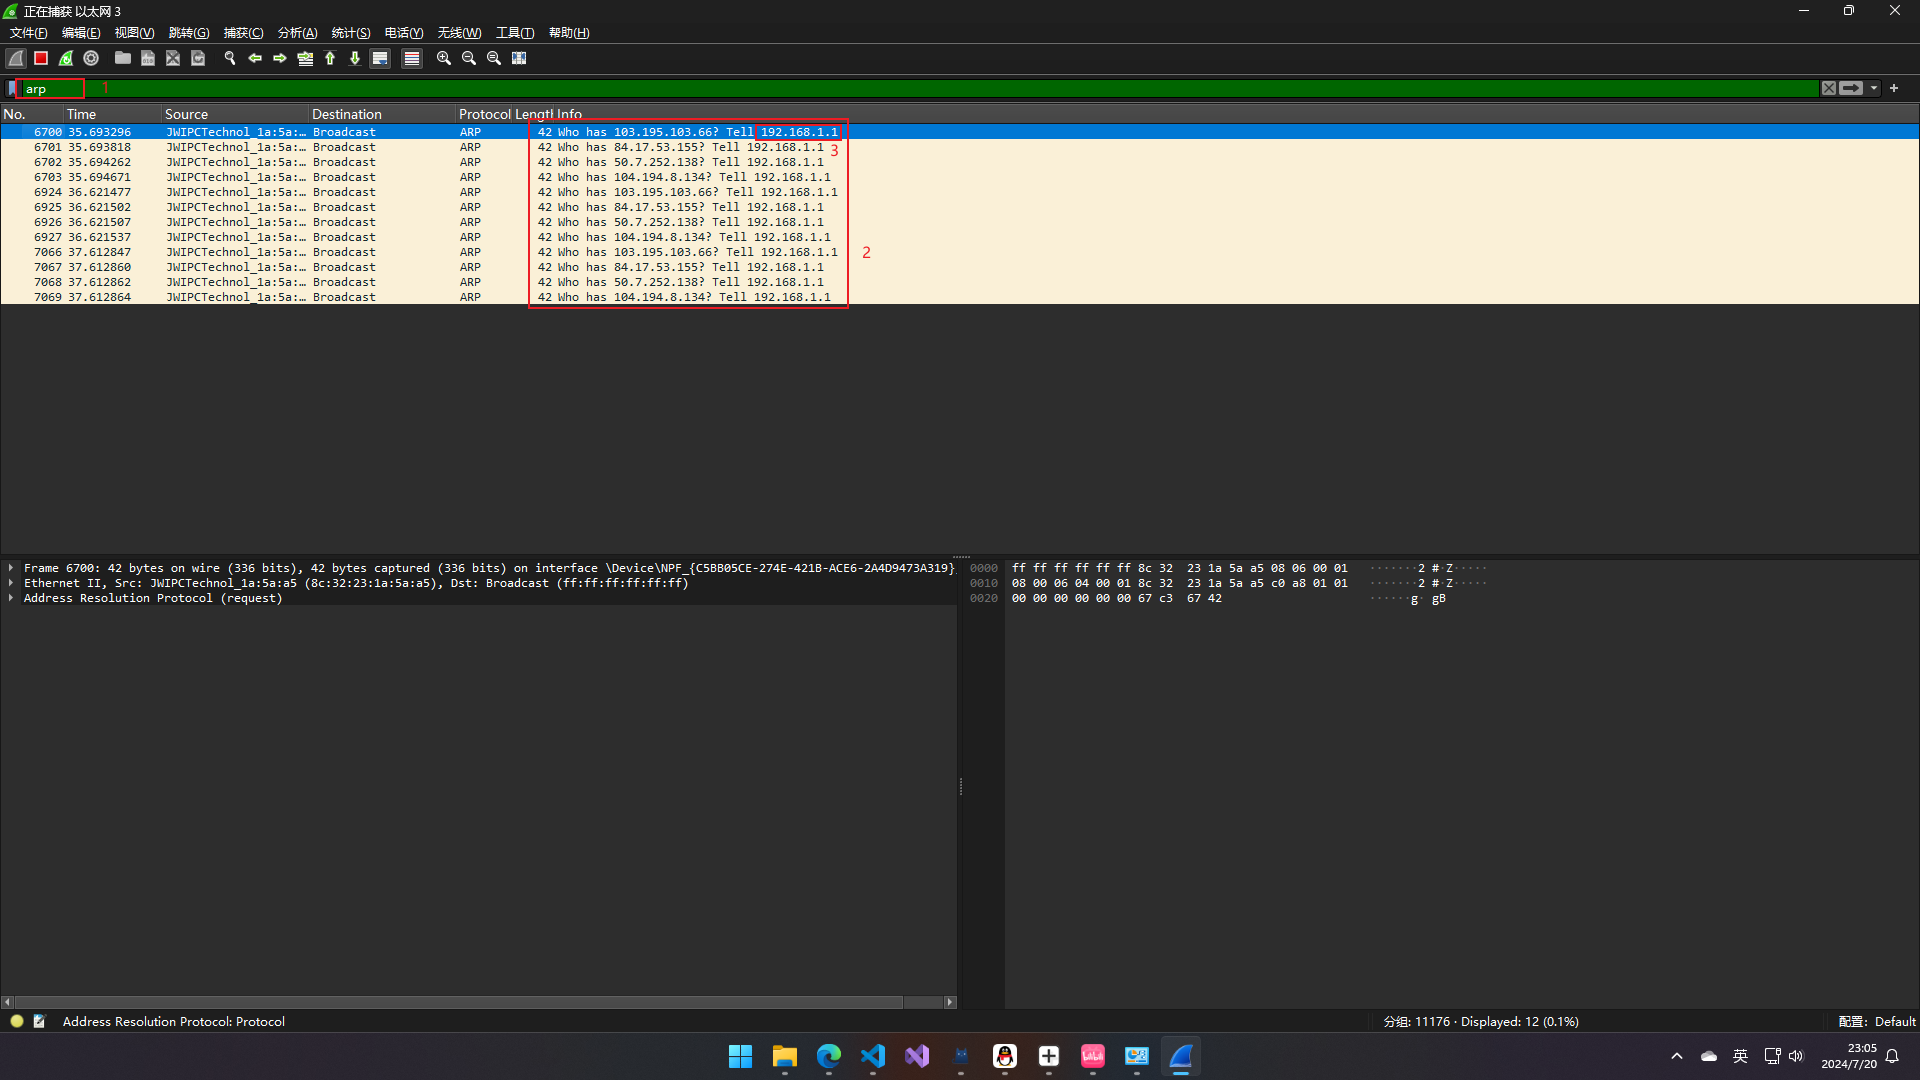 正在捕获 以太网 3
文件(F) 编辑(E) 视图(V) 跳转(G) 捕获(C) 分析(A) 统计(S) 电话(Y) 无线(W) 工具(T) 帮助(H)
arp 1
No. Time Source Destination Protocol Length Info
6700 35.693296 JWIPCTechnol_1a:5a:… Broadcast ARP 42 Who has 103.195.103.66? Tell 192.168.1.1
6701 35.693818 JWIPCTechnol_1a:5a:… Broadcast ARP 42 Who has 84.17.53.155? Tell 192.168.1.1
3
6702 35.694262 JWIPCTechnol_1a:5a:… Broadcast ARP 42 Who has 50.7.252.138? Tell 192.168.1.1
6703 35.694671 JWIPCTechnol_1a:5a:… Broadcast ARP 42 Who has 104.194.8.134? Tell 192.168.1.1
6924 36.621477 JWIPCTechnol_1a:5a:… Broadcast ARP 42 Who has 103.195.103.66? Tell 192.168.1.1
6925 36.621502 JWIPCTechnol_1a:5a:… Broadcast ARP 42 Who has 84.17.53.155? Tell 192.168.1.1
6926 36.621507 JWIPCTechnol_1a:5a:… Broadcast ARP 42 Who has 50.7.252.138? Tell 192.168.1.1
6927 36.621537 JWIPCTechnol_1a:5a:… Broadcast ARP 42 Who has 104.194.8.134? Tell 192.168.1.1
7066 37.612847 JWIPCTechnol_1a:5a:… Broadcast ARP 42 Who has 103.195.103.66? Tell 192.168.1.1 2
7067 37.612860 JWIPCTechnol_1a:5a:… Broadcast ARP 42 Who has 84.17.53.155? Tell 192.168.1.1
7068 37.612862 JWIPCTechnol_1a:5a:… Broadcast ARP 42 Who has 50.7.252.138? Tell 192.168.1.1
7069 37.612864 JWIPCTechnol_1a:5a:… Broadcast ARP 42 Who has 104.194.8.134? Tell 192.168.1.1
Frame 6700: 42 bytes on wire (336 bits), 42 bytes captured (336 bits) on interface \Device\NPF_{C5BB05CE-274E-421B-ACE6-2A4D9473A319},
Ethernet II, Src: JWIPCTechnol_1a:5a:a5 (8c:32:23:1a:5a:a5), Dst: Broadcast (ff:ff:ff:ff:ff:ff)
Address Resolution Protocol (request)
0000 ff ff ff ff ff ff 8c 32 23 1a 5a a5 08 06 00 01 ·······2 #·Z·····
0010 08 00 06 04 00 01 8c 32 23 1a 5a a5 c0 a8 01 01 ·······2 #·Z·····
0020 00 00 00 00 00 00 67 c3 67 42 ······g· gB
Address Resolution Protocol: Protocol
分组: 11176 · Displayed: 12 (0.1%)
配置: Default
英
23:05
2024/7/20